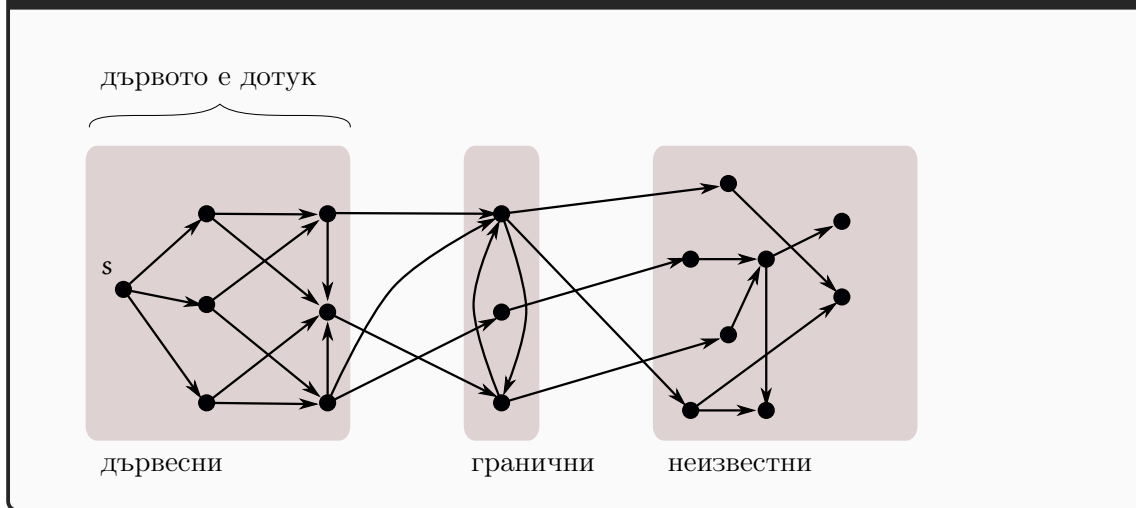 дървото е дотук
s
дървесни
гранични
неизвестни